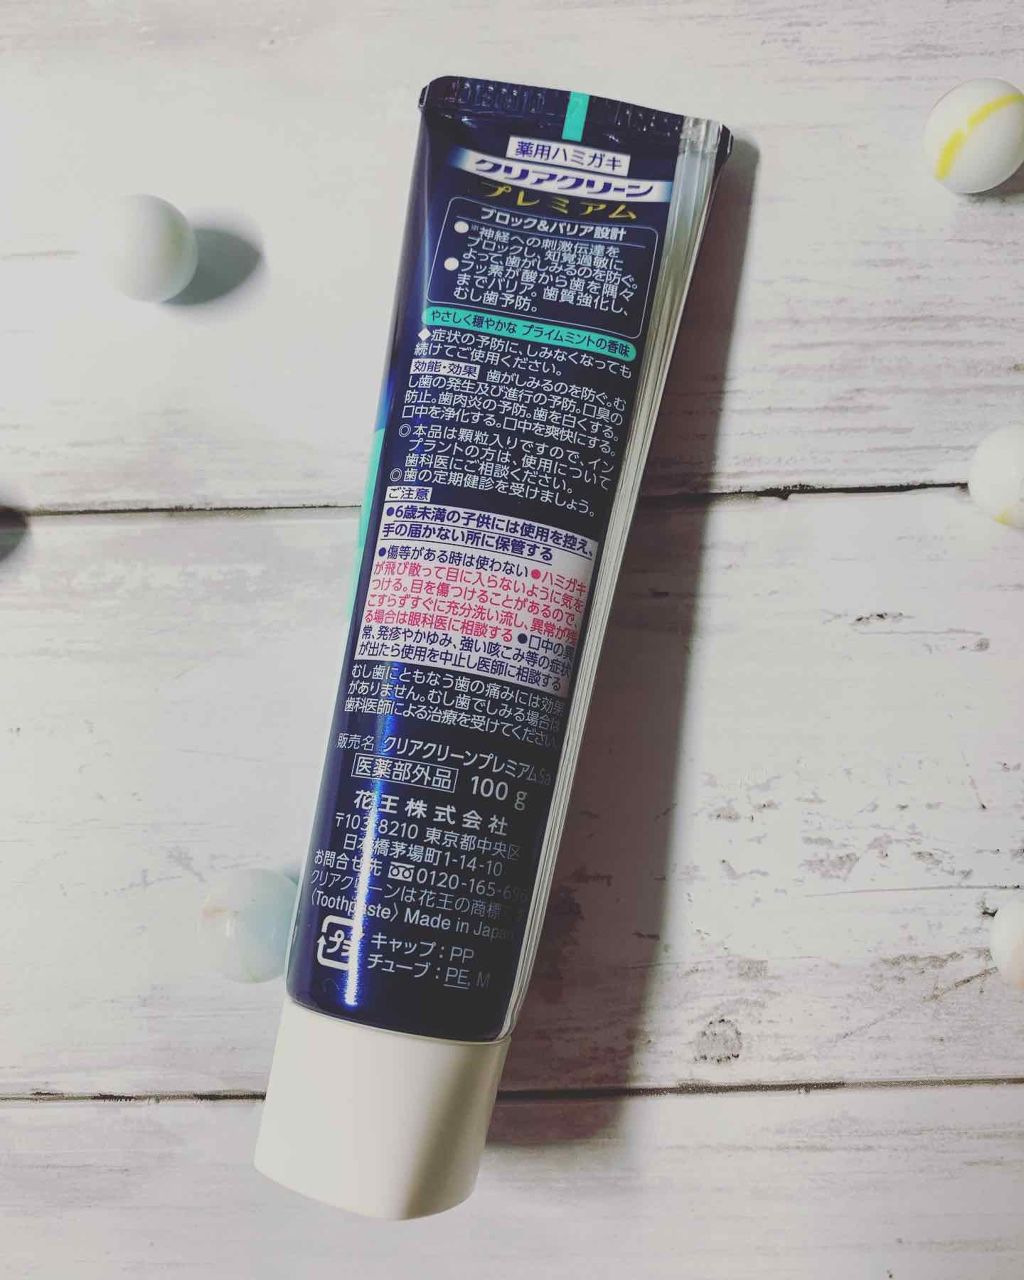 薬用ハミガキ
クリアクリーン
プレミアム
ブロック&バリア設計
●※神経への刺激伝達を
ブロックし、知覚過敏に
よって歯がしみるのを防ぐ。
●フッ素が酸から歯を隅々
までバリア。歯質強化し、
むし歯予防。
やさしく穏やかな プライムミントの香味
◆症状の予防に、しみなくなっても
続けてご使用ください。
効能・効果 歯がしみるのを防ぐ。む
し歯の発生及び進行の予防。口臭の
防止。歯肉炎の予防。歯を白くする。
口中を浄化する。口中を爽快にする。
◎本品は顆粒入りですので、イン
プラントの方は、使用について
歯科医にご相談ください。
◎歯の定期健診を受けましょう。
ご注意
●6歳未満の子供には使用を控え、
手の届かない所に保管する
●傷等がある時は使わない●ハミガキ
が飛び散って目に入らないように気を
つける。目を傷つけることがあるので、
こすらずすぐに充分洗い流し、異常が残
る場合は眼科医に相談する●口中の異
常、発疹やかゆみ、強い咳こみ等の症状
が出たら使用を中止し医師に相談する
むし歯にともなう歯の痛みには効果
がありません。むし歯でしみる場合は
歯科医師による治療を受けてください。
販売名 クリアクリーンプレミアムSa
医薬部外品 100 g
花王株式会社
〒103-8210 東京都中央区
日本橋茅場町1-14-10
お問合せ先 0120-165-696
クリアクリーンは花王の商標
〈Toothpaste〉 Made in Japan
プラ
キャップ:PP
チューブ:PE, M